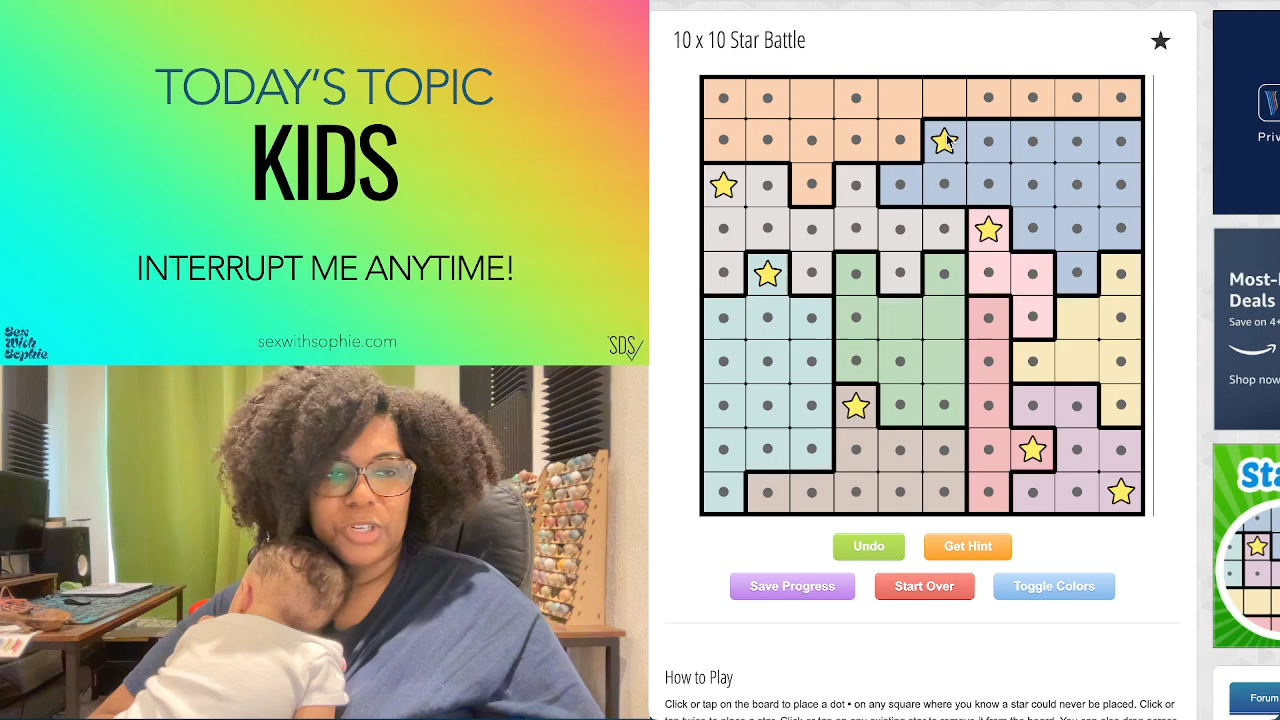 TODAY'S TOPIC
KIDS
INTERRUPT ME ANYTIME!
Sex
With
Sophie
sexwithsophie.com
SDS
10 x 10 Star Battle
Undo
Get Hint
Save Progress
Start Over
Toggle Colors
How to Play
Click or tap on the board to place a dot • on any square where you know a star could never be placed. Click or
Priv
Most-
Deals
Save on 4+
Shop now
Sta
Forum